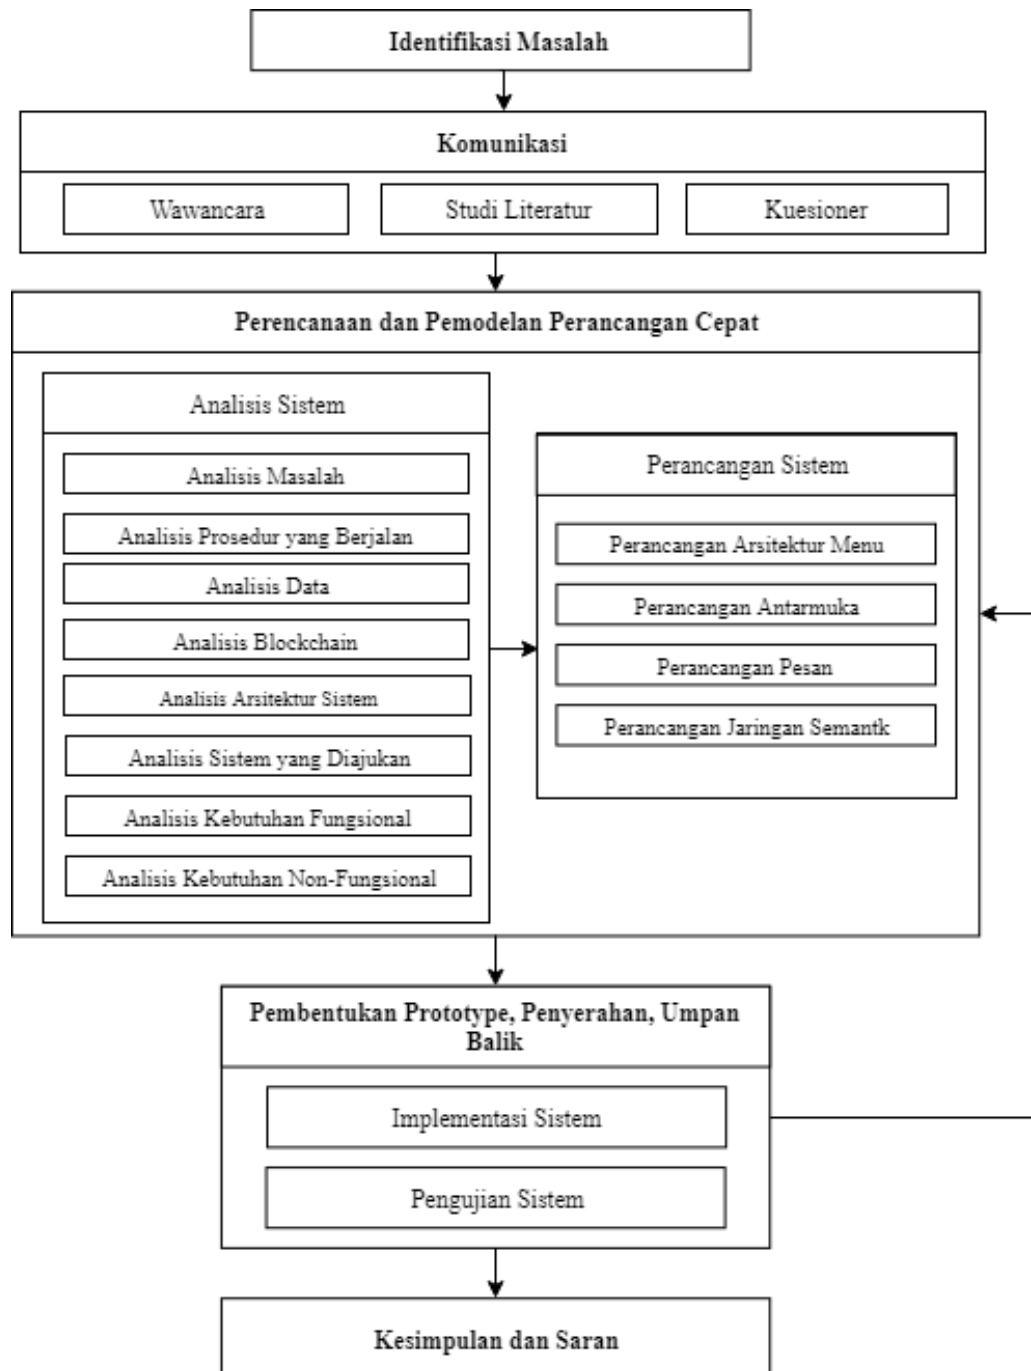 Identifikasi Masalah
Komunikasi
Wawancara
Studi Literatur
Kuesioner
Perencanaan dan Pemodelan Perancangan Cepat
Analisis Sistem
Analisis Masalah
Analisis Prosedur yang Berjalan
Analisis Data
Analisis Blockchain
Analisis Arsitektur Sistem
Analisis Sistem yang Diajukan
Analisis Kebutuhan Fungsional
Analisis Kebutuhan Non-Fungsional
Perancangan Sistem
Perancangan Arsitektur Menu
Perancangan Antarmuka
Perancangan Pesan
Perancangan Jaringan Semantk
Pembentukan Prototype, Penyerahan, Umpan
Balik
Implementasi Sistem
Pengujian Sistem
Kesimpulan dan Saran